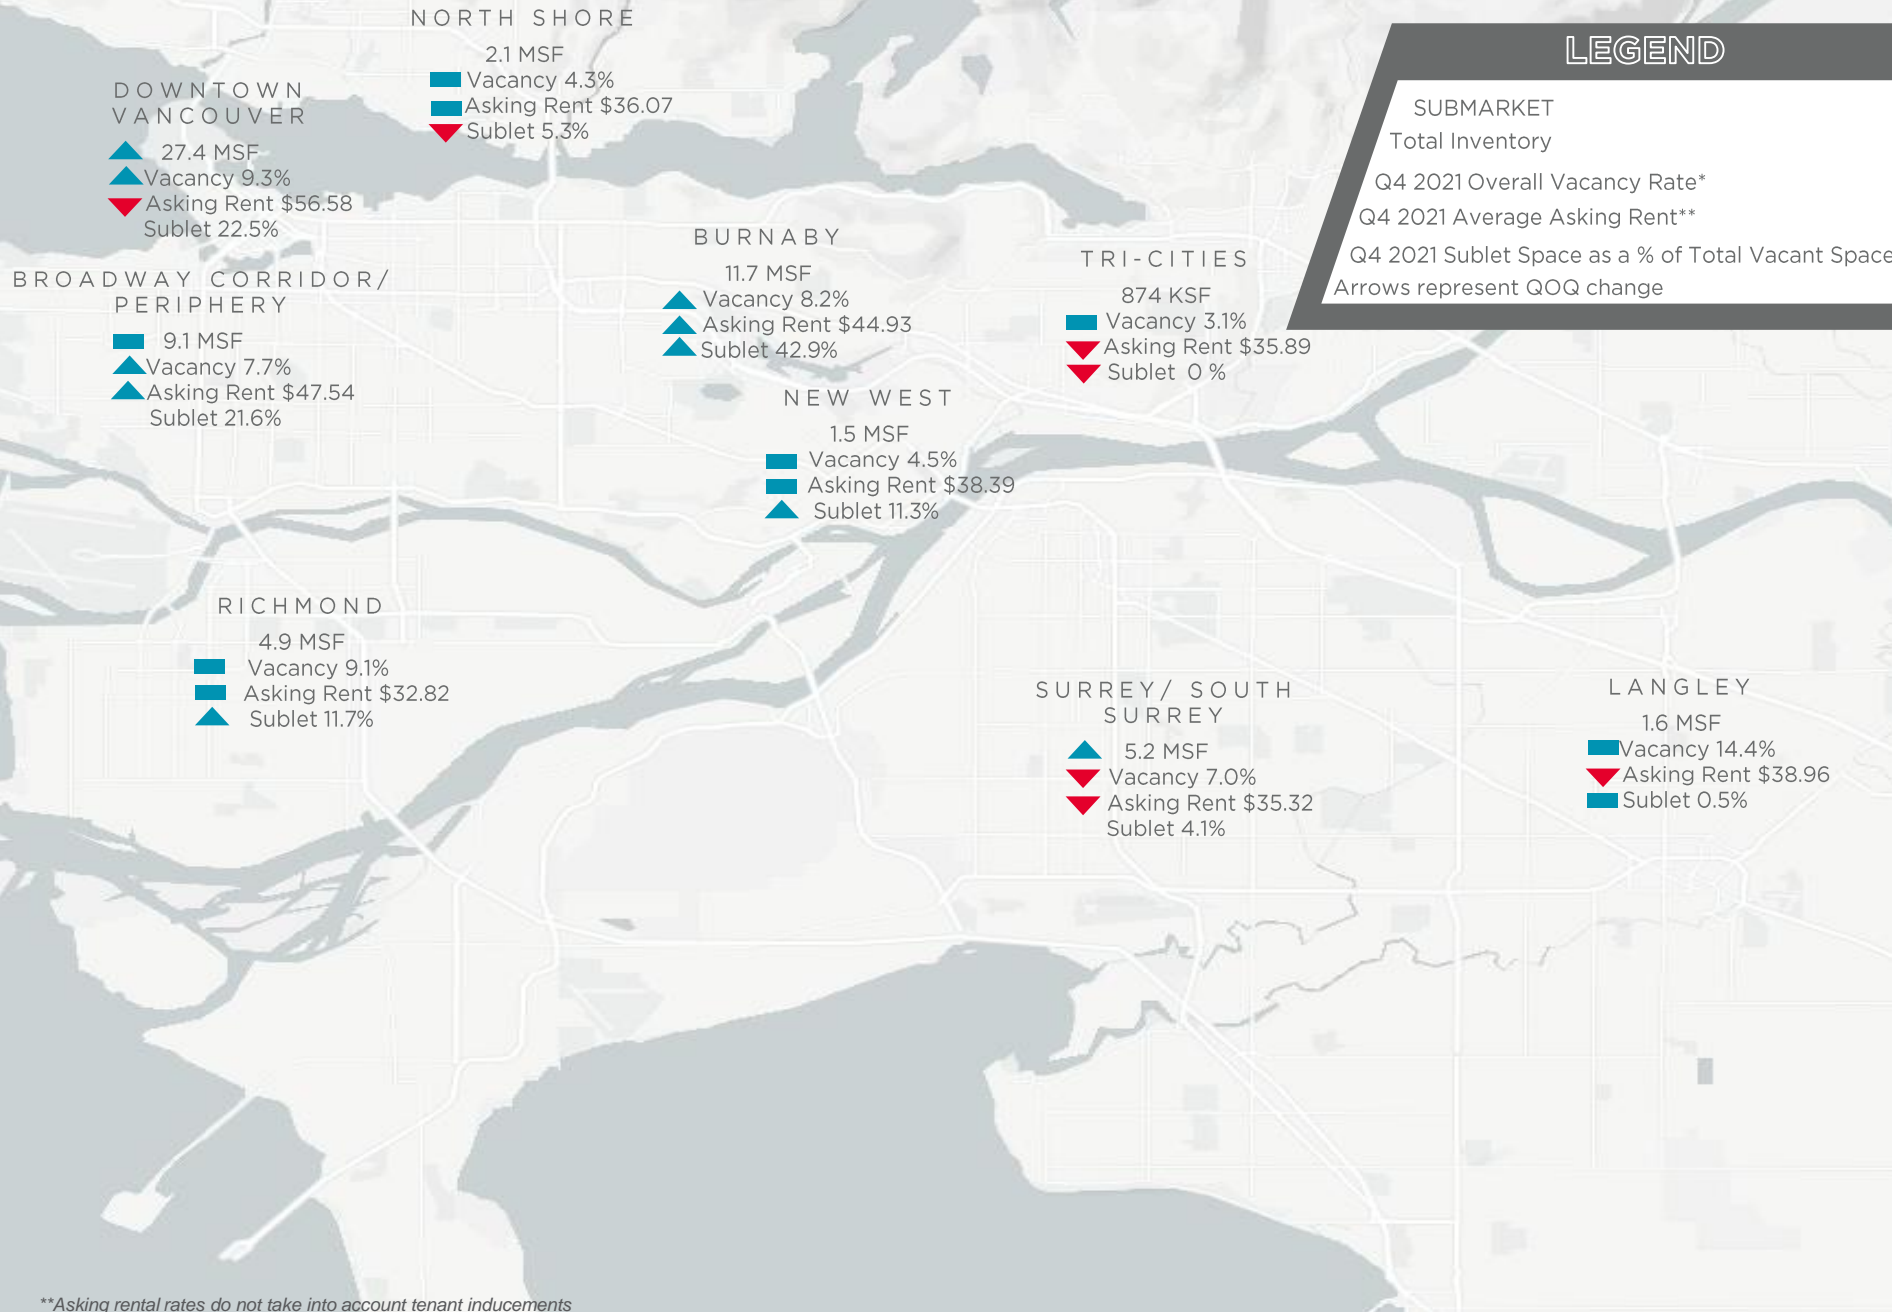 NORTH SHORE
2.1 MSF
Vacancy 4.3%
Asking Rent $36.07
Sublet 5.3%
DOWNTOWN
VANCOUVER
27.4 MSF
Vacancy 9.3%
Asking Rent $56.58
Sublet 22.5%
LEGEND
SUBMARKET
Total Inventory
Q4 2021 Overall Vacancy Rate*
Q4 2021 Average Asking Rent**
Q4 2021 Sublet Space as a % of Total Vacant Space
Arrows represent QOQ change
BROADWAY CORRIDOR/
PERIPHERY
9.1 MSF
Vacancy 7.7%
Asking Rent $47.54
Sublet 21.6%
BURNABY
11.7 MSF
Vacancy 8.2%
Asking Rent $44.93
Sublet 42.9%
TRI-CITIES
874 KSF
Vacancy 3.1%
Asking Rent $35.89
Sublet 0 %
NEW WEST
1.5 MSF
Vacancy 4.5%
Asking Rent $38.39
Sublet 11.3%
RICHMOND
4.9 MSF
Vacancy 9.1%
Asking Rent $32.82
Sublet 11.7%
SURREY/ SOUTH
SURREY
5.2 MSF
Vacancy 7.0%
Asking Rent $35.32
Sublet 4.1%
LANGLEY
1.6 MSF
Vacancy 14.4%
Asking Rent $38.96
Sublet 0.5%
**Asking rental rates do not take into account tenant inducements